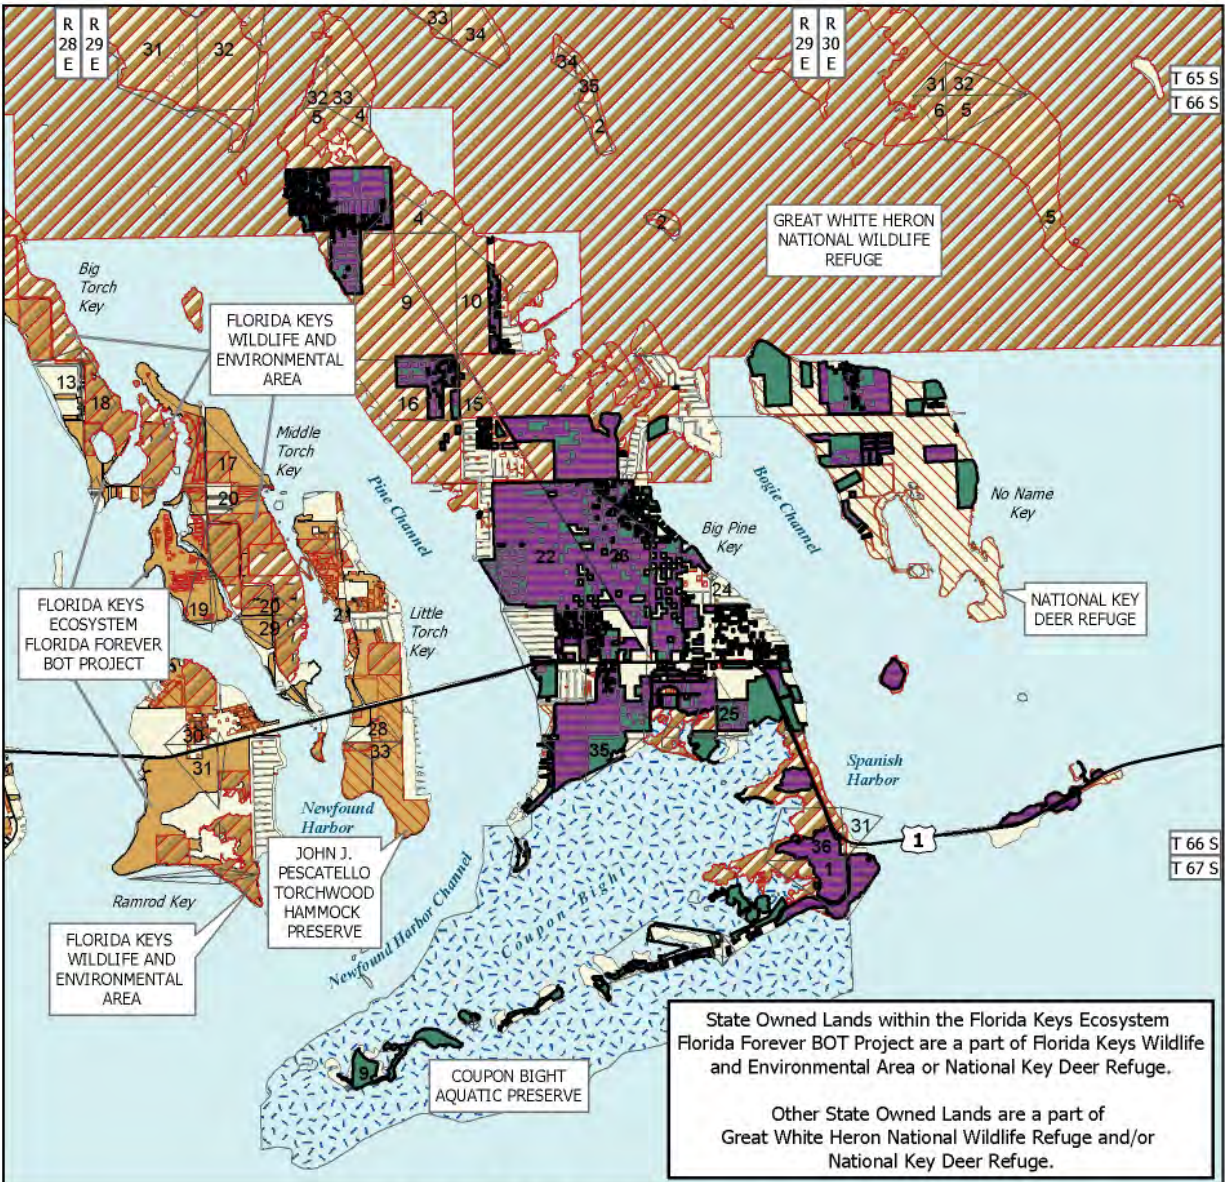 R
28
E
R
29
E
R
29
E
R
30
E
T 65 S
T 66 S
31
32
33
34
34
35
2
32
33
5
4
31
32
6
5
5
4
2
GREAT WHITE HERON
NATIONAL WILDLIFE
REFUGE
Big
Torch
Key
9
10
FLORIDA KEYS
WILDLIFE AND
ENVIRONMENTAL
AREA
13
18
16
15
Middle
Torch
Key
17
20
Pine Channel
Bogie Channel
No Name
Key
Big Pine
Key
22
23
24
NATIONAL KEY
DEER REFUGE
FLORIDA KEYS
ECOSYSTEM
FLORIDA FOREVER
BOT PROJECT
19
20
29
21
Little
Torch
Key
30
31
28
33
25
35
Spanish
Harbor
Newfound
Harbor
31
1
36
1
T 66 S
T 67 S
JOHN J.
PESCATELLO
TORCHWOOD
HAMMOCK
PRESERVE
Ramrod Key
FLORIDA KEYS
WILDLIFE AND
ENVIRONMENTAL
AREA
Newfound Harbor Channel
Coupon Bight
9
COUPON BIGHT
AQUATIC PRESERVE
State Owned Lands within the Florida Keys Ecosystem
Florida Forever BOT Project are a part of Florida Keys Wildlife
and Environmental Area or National Key Deer Refuge.
Other State Owned Lands are a part of
Great White Heron National Wildlife Refuge and/or
National Key Deer Refuge.